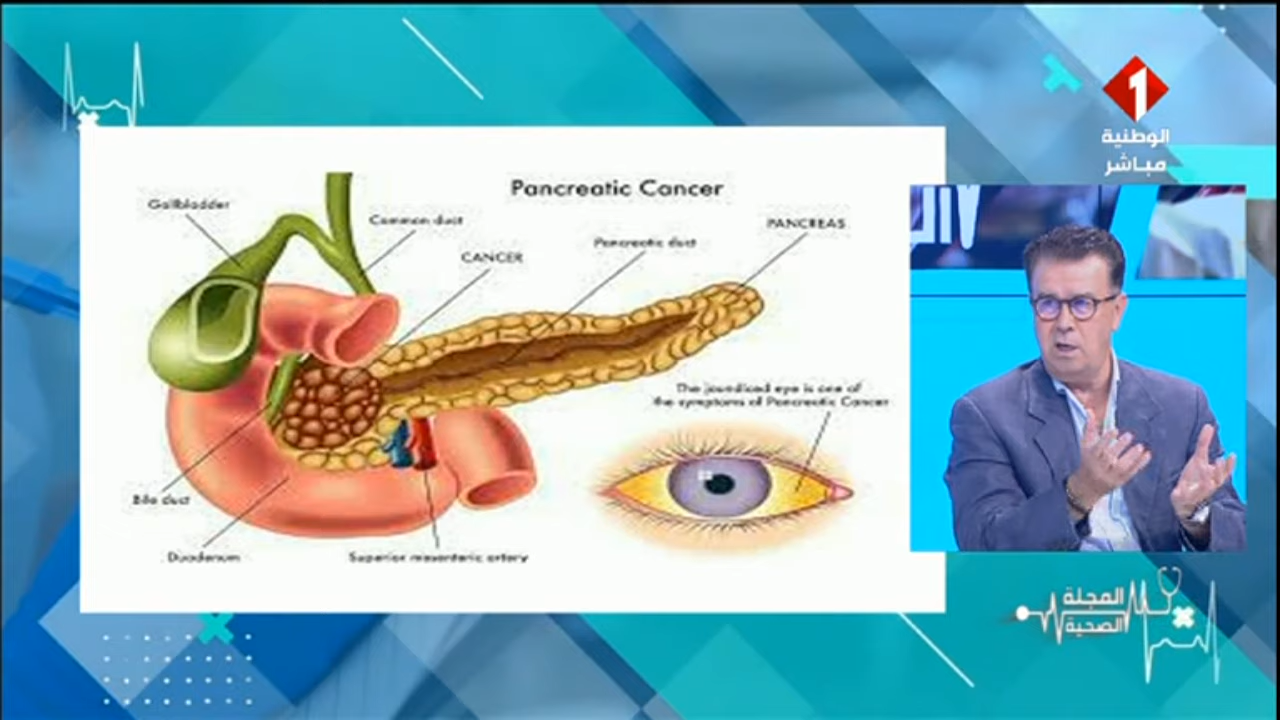 1
الوطنية
مباشر
Pancreatic Cancer
Gallbladder
Common duct
PANCREAS
Pancreatic duct
CANCER
The jaundiced eye is one of
the symptoms of Pancreatic Cancer
Bile duct
Duodenum
Superior mesenteric artery
المجلة
الصحية